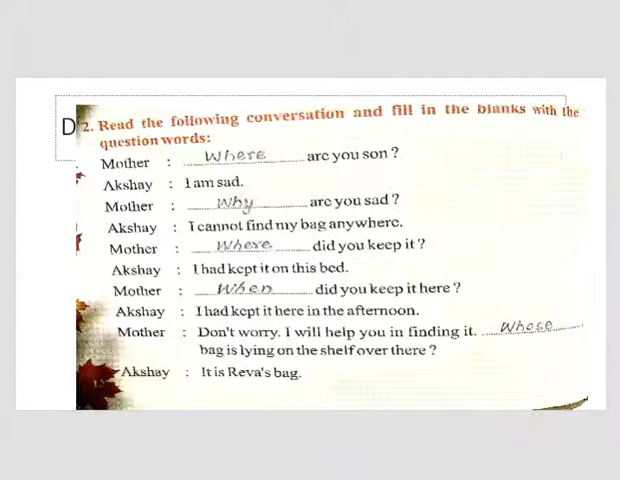 D
2. Read the following conversation and fill in the blanks with the
question words:
Mother : Where are you son ?
Akshay : I am sad.
Mother : Why are you sad ?
Akshay : I cannot find my bag anywhere.
Mother : Where did you keep it ?
Akshay : I had kept it on this bed.
Mother : When did you keep it here ?
Akshay : I had kept it here in the afternoon.
Mother : Don't worry. I will help you in finding it. Whose
bag is lying on the shelf over there ?
Akshay : It is Reva's bag.